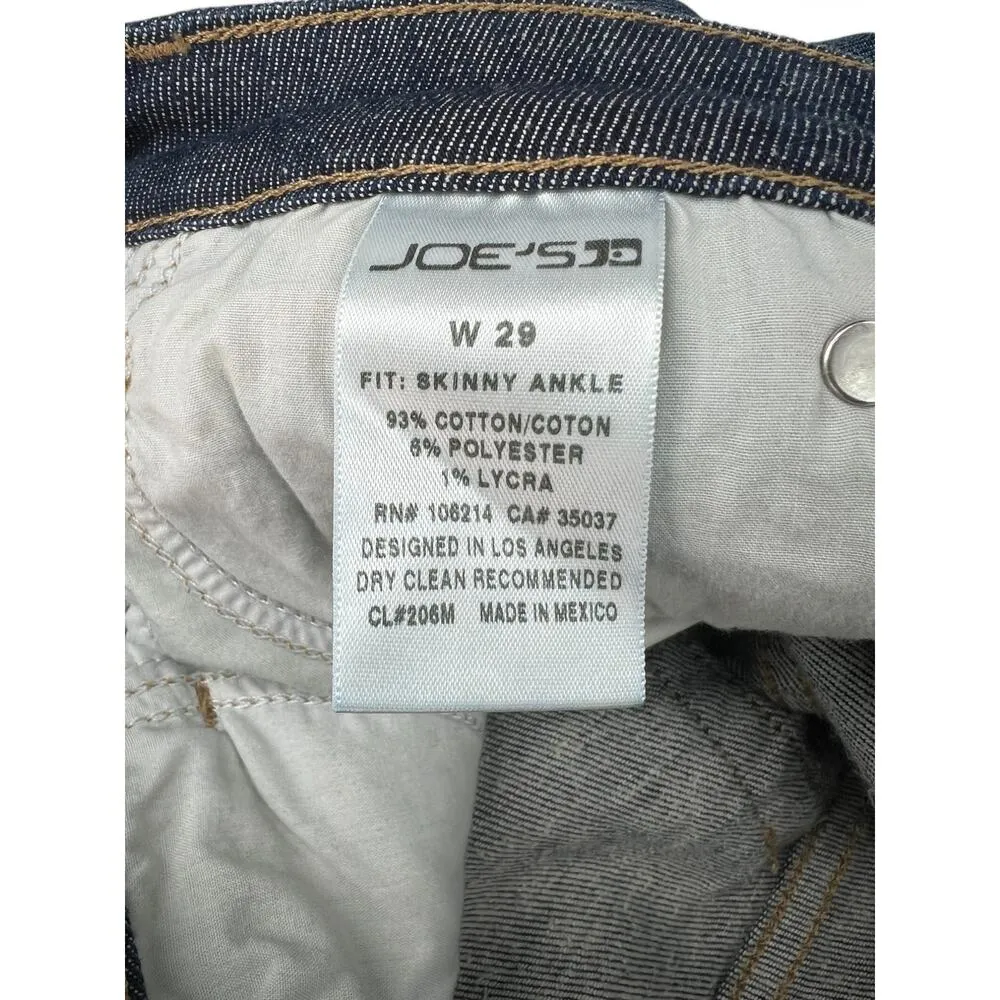 JOE'S
W 29
FIT: SKINNY ANKLE
93% COTTON/COTON
6% POLYESTER
1% LYCRA
RN# 106214 CA# 35037
DESIGNED IN LOS ANGELES
DRY CLEAN RECOMMENDED
CL#206M MADE IN MEXICO